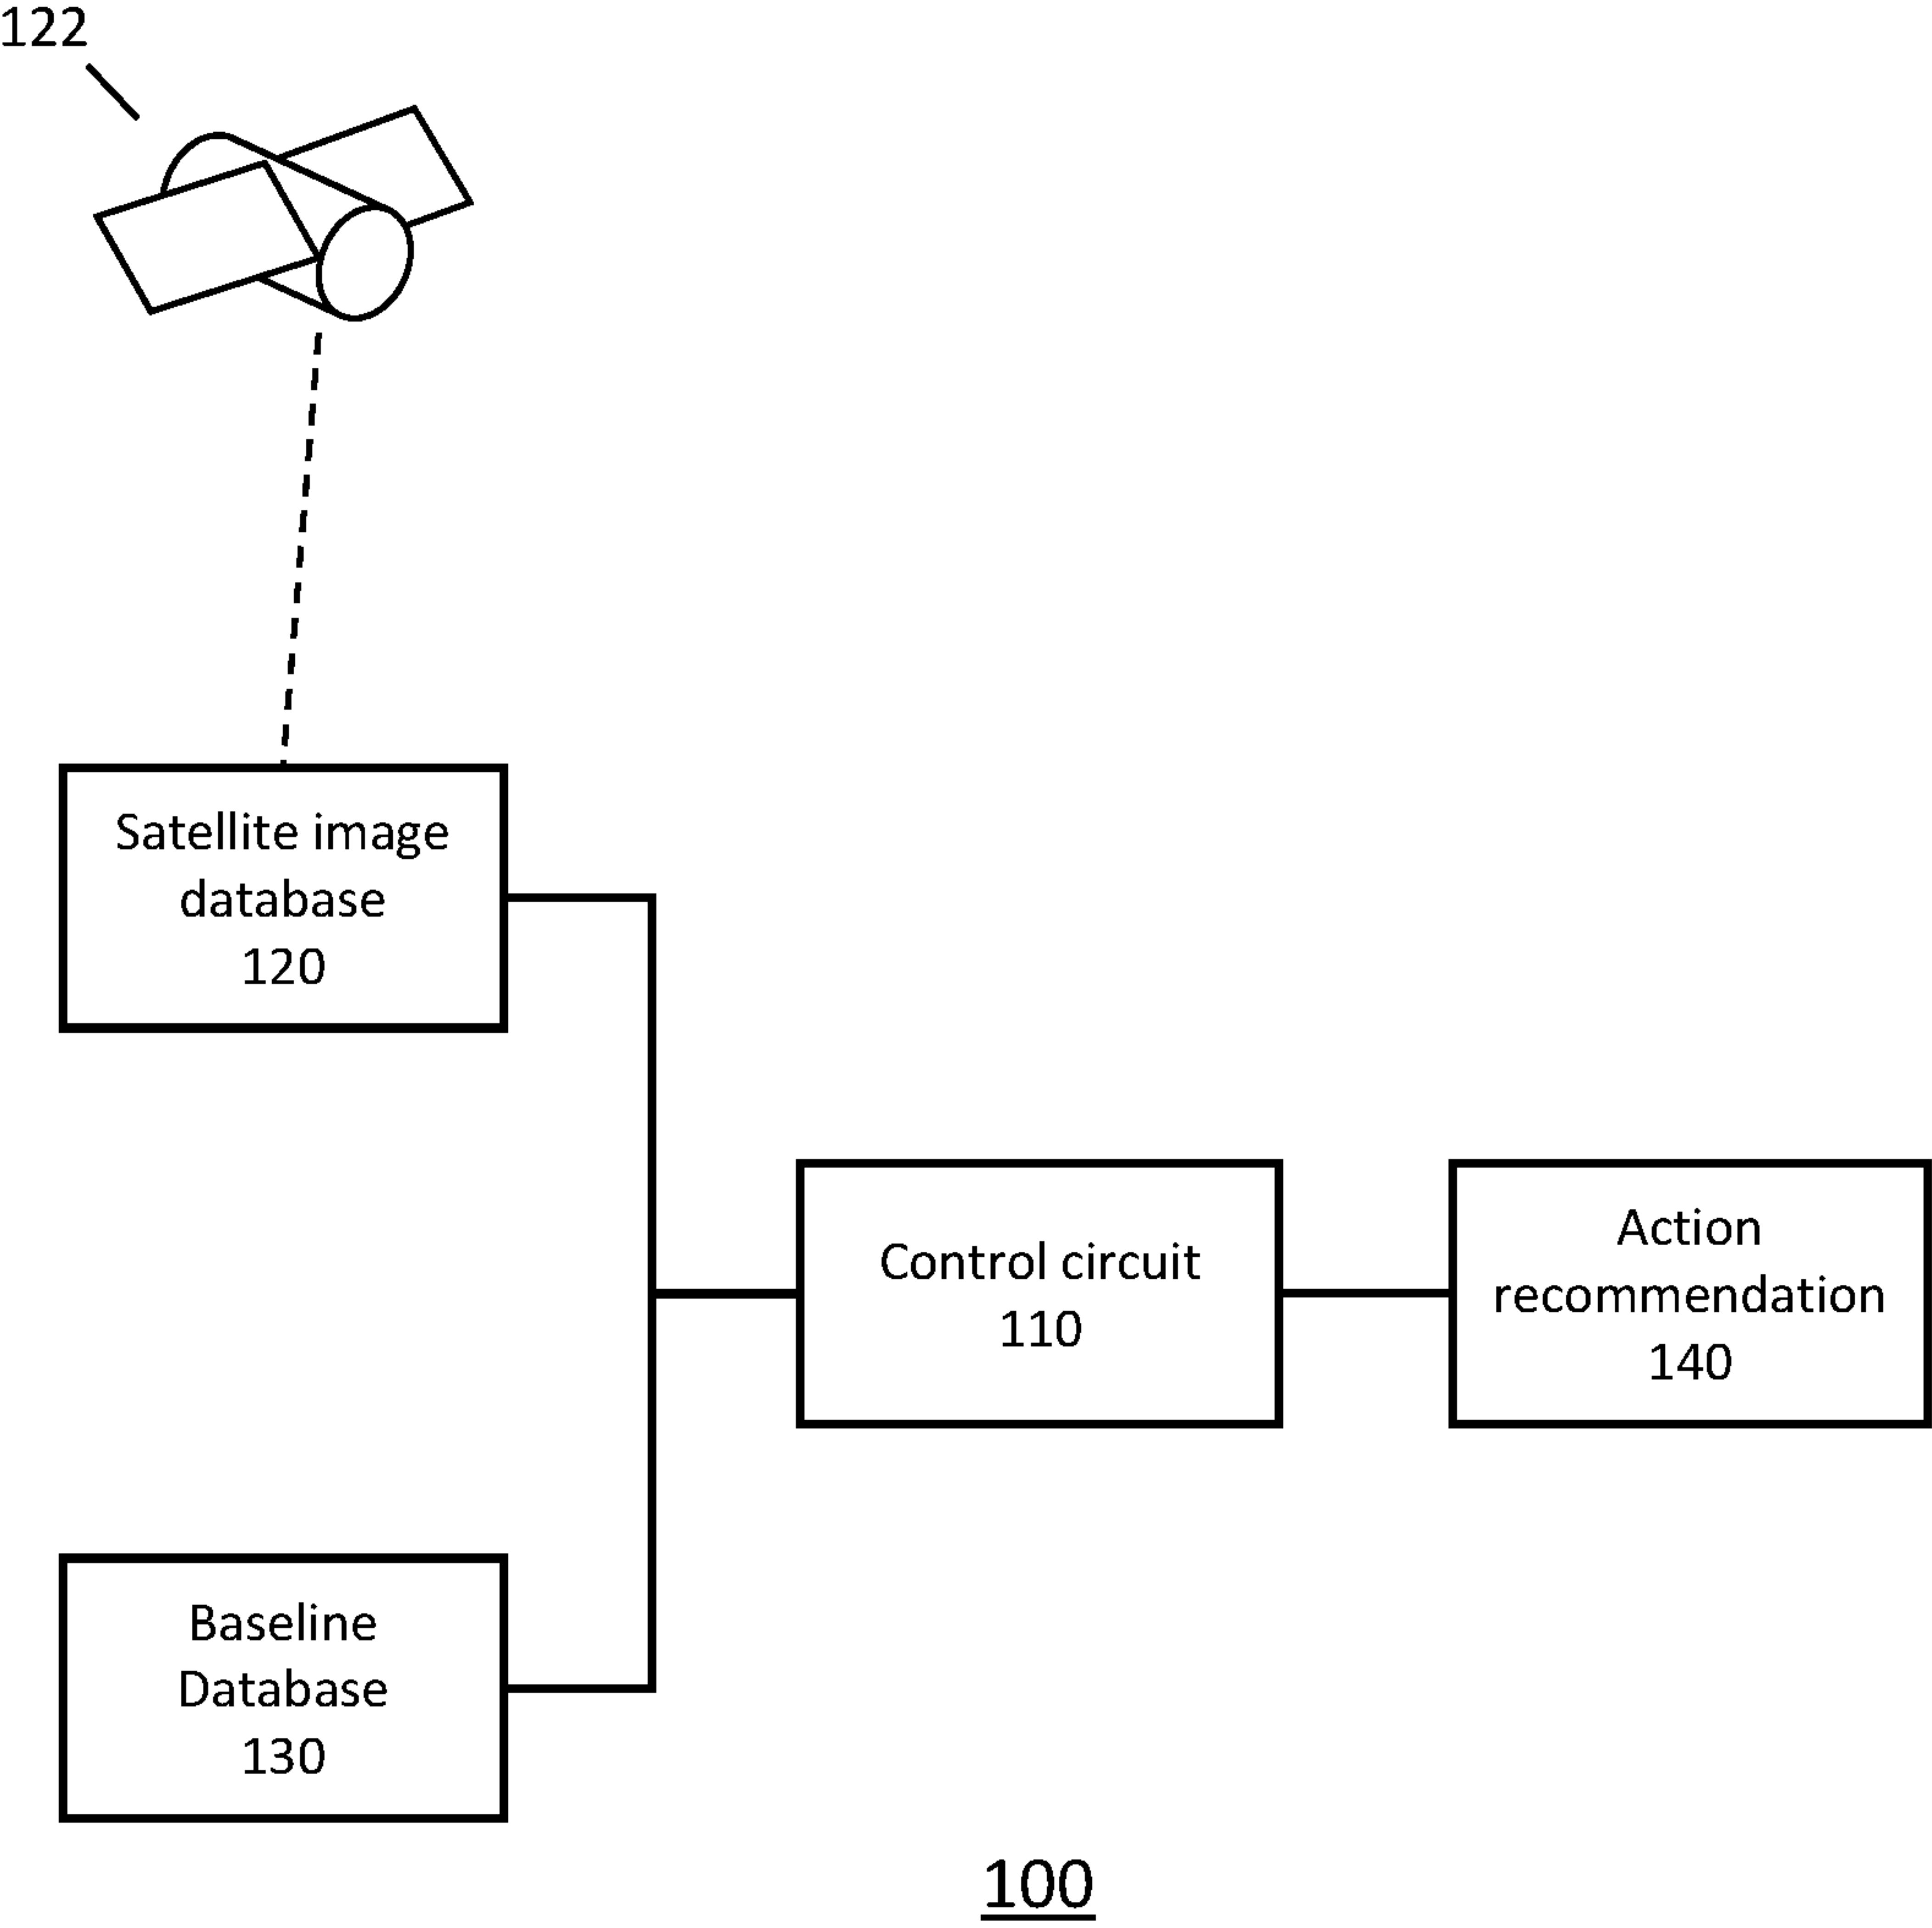 122
Satellite image
database
120
Control circuit
110
Action
recommendation
140
Baseline
Database
130
100